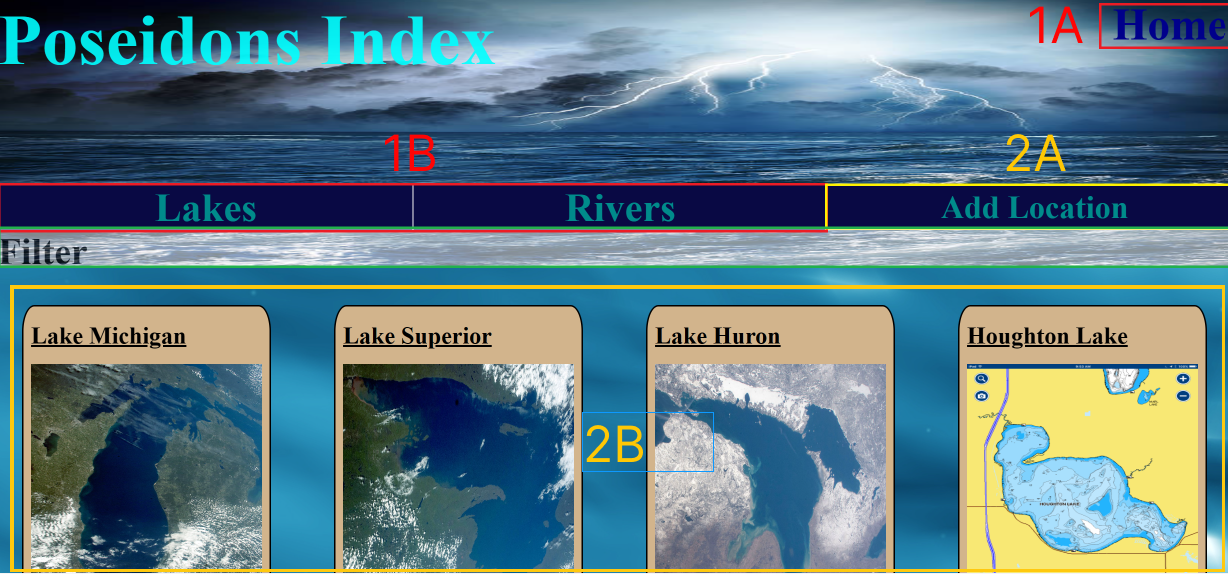 Poseidons Index
1A
Home
1B
2A
Lakes
Rivers
Add Location
Filter
Lake Michigan
Lake Superior
Lake Huron
Houghton Lake
2B
HOUGHTON LAKE